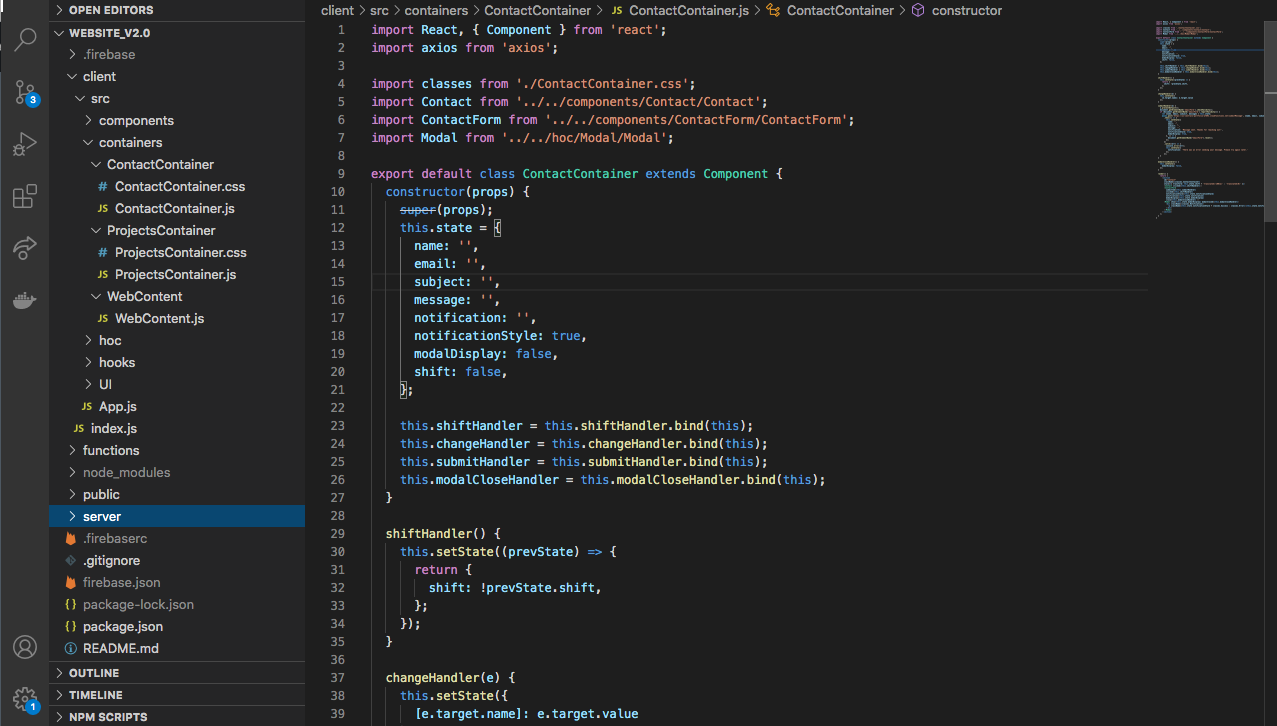 OPEN EDITORS
WEBSITE_V2.0
.firebase
client
src
components
containers
ContactContainer
# ContactContainer.css
JS ContactContainer.js
ProjectsContainer
# ProjectsContainer.css
JS ProjectsContainer.js
WebContent
JS WebContent.js
hoc
hooks
UI
JS App.js
JS index.js
functions
node_modules
public
server
.firebaserc
.gitignore
firebase.json
{} package-lock.json
{} package.json
README.md
OUTLINE
TIMELINE
NPM SCRIPTS
3
1
client > src > containers > ContactContainer > JS ContactContainer.js > ContactContainer > constructor
1 import React, { Component } from 'react';
2 import axios from 'axios';
3
4 import classes from './ContactContainer.css';
5 import Contact from '../../components/Contact/Contact';
6 import ContactForm from '../../components/ContactForm/ContactForm';
7 import Modal from '../../hoc/Modal/Modal';
8
9 export default class ContactContainer extends Component {
10 constructor(props) {
11 super(props);
12 this.state = {
13 name: '',
14 email: '',
15 subject: '',
16 message: '',
17 notification: '',
18 notificationStyle: true,
19 modalDisplay: false,
20 shift: false,
21 };
22
23 this.shiftHandler = this.shiftHandler.bind(this);
24 this.changeHandler = this.changeHandler.bind(this);
25 this.submitHandler = this.submitHandler.bind(this);
26 this.modalCloseHandler = this.modalCloseHandler.bind(this);
27 }
28
29 shiftHandler() {
30 this.setState((prevState) => {
31 return {
32 shift: !prevState.shift,
33 };
34 });
35 }
36
37 changeHandler(e) {
38 this.setState({
39 [e.target.name]: e.target.value